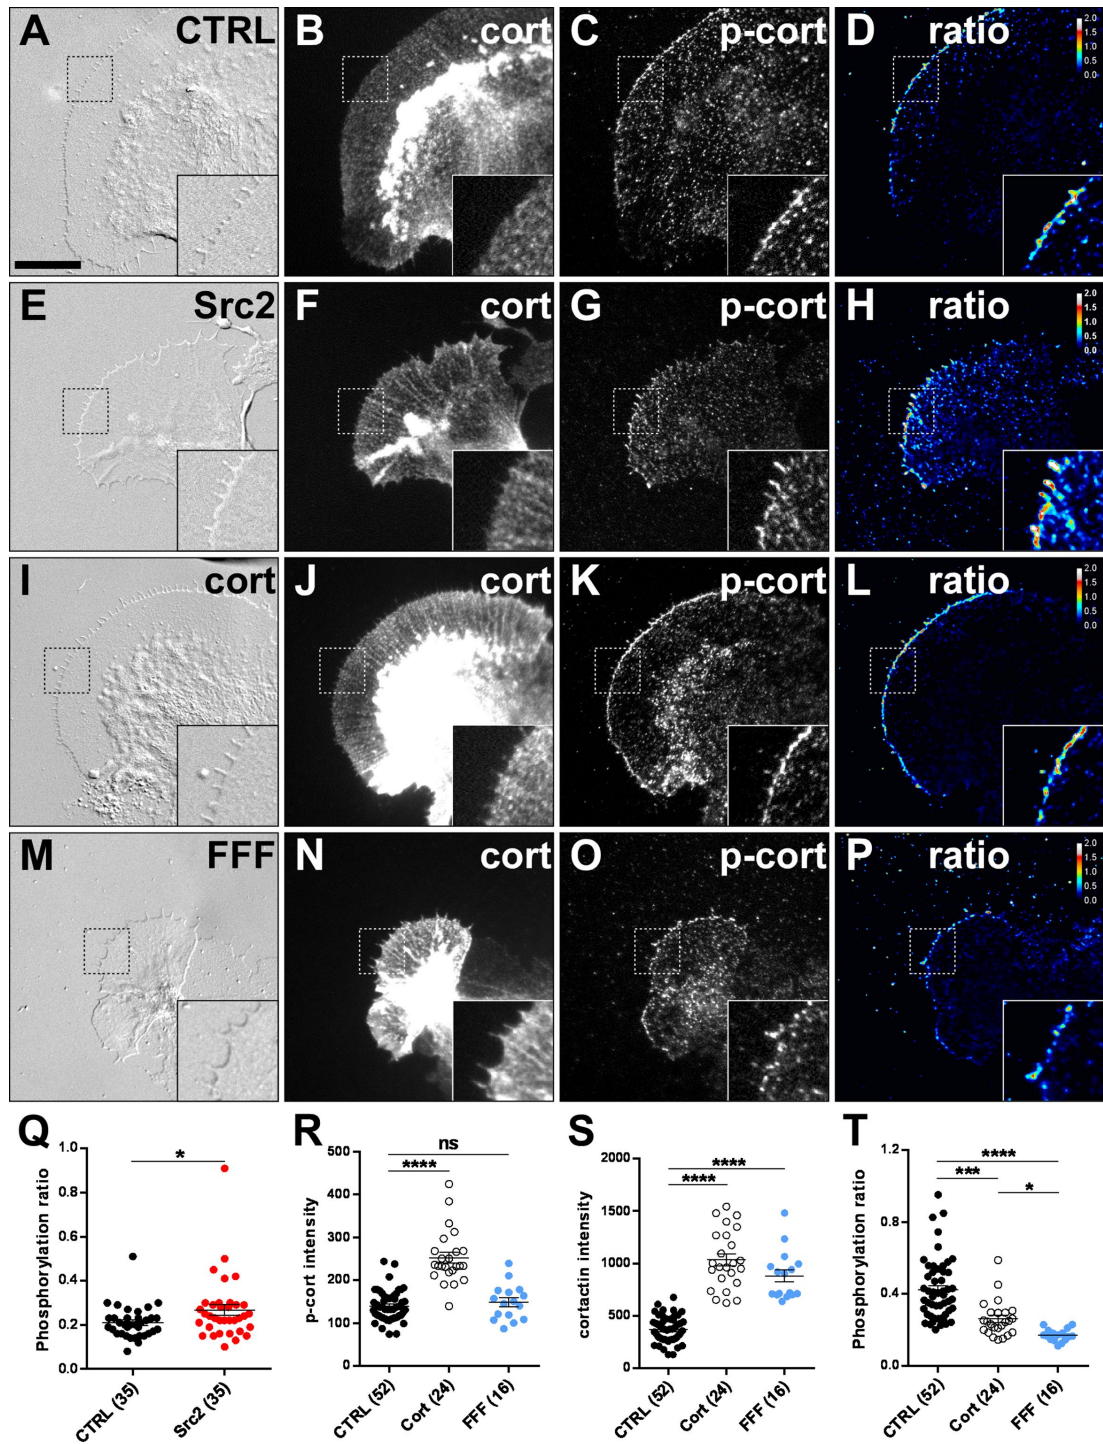 A CTRL
B cort
C p-cort
D ratio
2.0
1.5
1.0
0.5
0.0
E Src2
F cort
G p-cort
H ratio
2.0
1.5
1.0
0.5
0.0
I cort
J cort
K p-cort
L ratio
2.0
1.5
1.0
0.5
0.0
M FFF
N cort
O p-cort
P ratio
2.0
1.5
1.0
0.5
0.0
Q
Phosphorylation ratio
1.0
0.8
0.6
0.4
0.2
0.0
*
CTRL (35)
Src2 (35)
R
p-cort intensity
500
400
300
200
100
0
ns
****
CTRL (52)
Cort (24)
FFF (16)
S
cortactin intensity
2000
1500
1000
500
0
****
****
CTRL (52)
Cort (24)
FFF (16)
T
Phosphorylation ratio
1.2
0.8
0.4
0.0
****
***
*
CTRL (52)
Cort (24)
FFF (16)